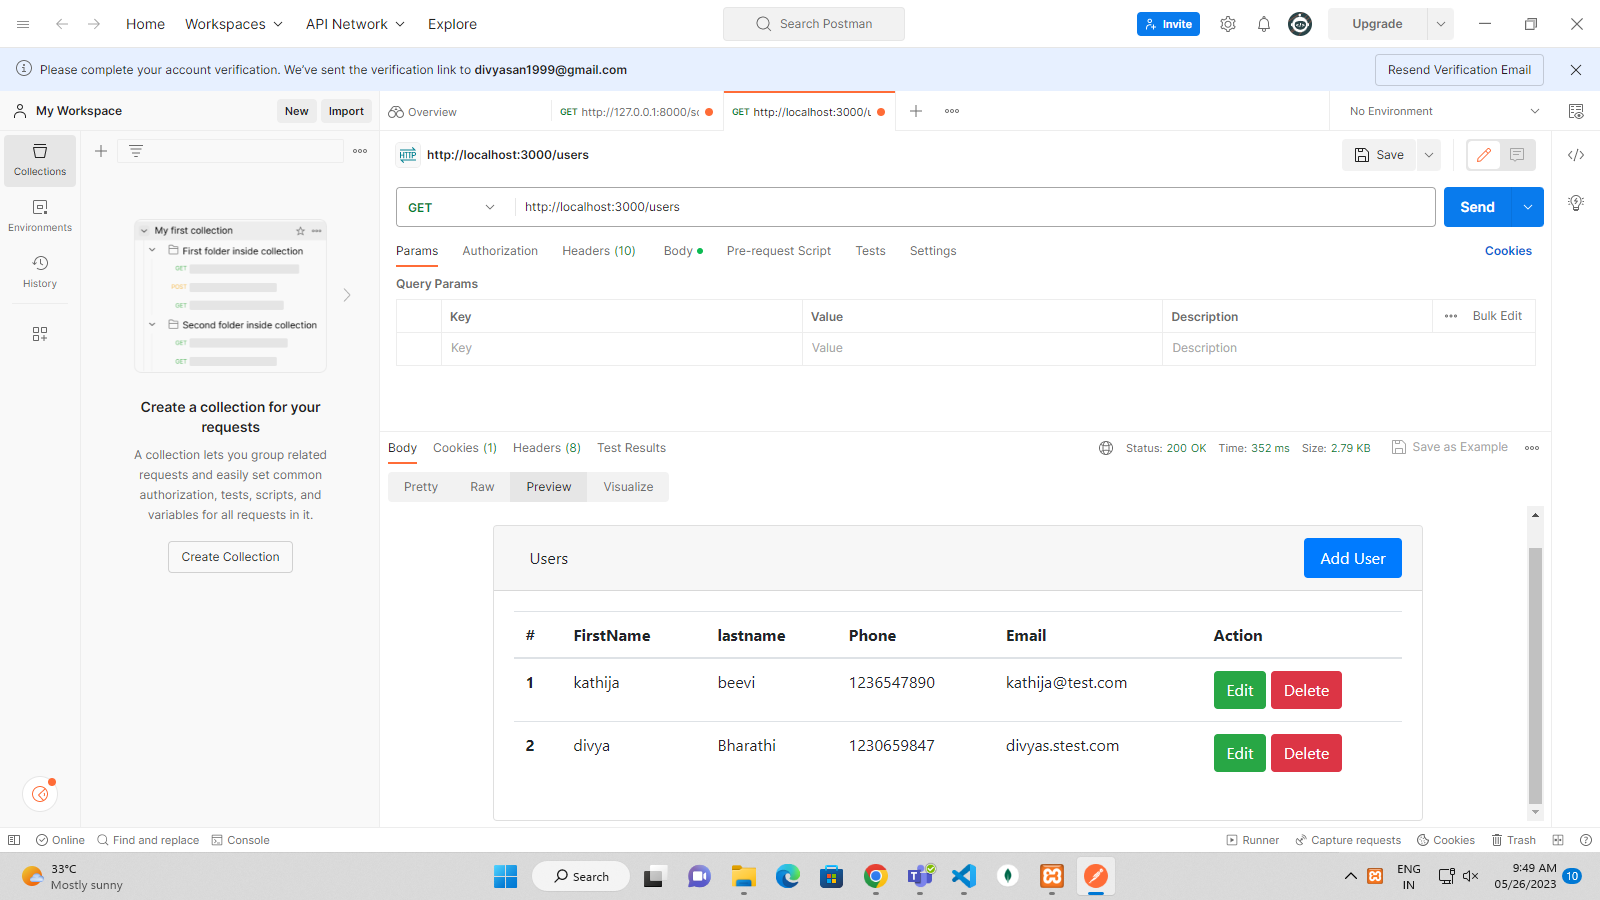 Home Workspaces API Network Explore Search Postman Invite Upgrade
Please complete your account verification. We've sent the verification link to divyasan1999@gmail.com Resend Verification Email
My Workspace New Import Overview GET http://127.0.0.1:8000/sc GET http://localhost:3000/u No Environment
Collections
Environments
History
My first collection
First folder inside collection
GET
POST
GET
Second folder inside collection
GET
GET
Create a collection for your
requests
A collection lets you group related
requests and easily set common
authorization, tests, scripts, and
variables for all requests in it.
Create Collection
HTTP http://localhost:3000/users Save
GET http://localhost:3000/users Send
Params Authorization Headers (10) Body Pre-request Script Tests Settings Cookies
Query Params
Key Value Description Bulk Edit
Key Value Description
Body Cookies (1) Headers (8) Test Results Status: 200 OK Time: 352 ms Size: 2.79 KB Save as Example
Pretty Raw Preview Visualize
Users Add User
# FirstName lastname Phone Email Action
1 kathija beevi 1236547890 kathija@test.com Edit Delete
2 divya Bharathi 1230659847 divyas.stest.com Edit Delete
Online Find and replace Console Runner Capture requests Cookies Trash
33°C
Mostly sunny
Search
ENG
IN
9:49 AM
05/26/2023
10